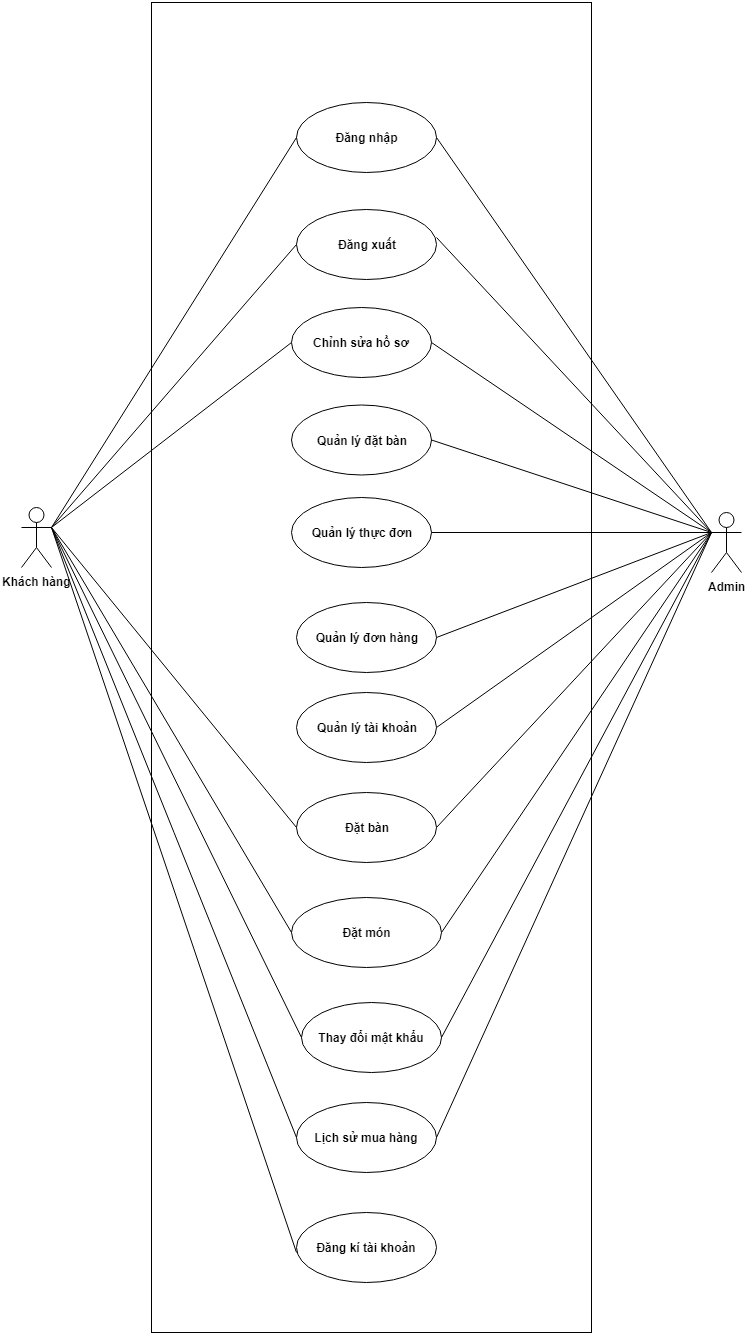 Đăng nhập
Đăng xuất
Chỉnh sửa hồ sơ
Quản lý đặt bàn
Quản lý thực đơn
Khách hàng
Admin
Quản lý đơn hàng
Quản lý tài khoản
Đặt bàn
Đặt món
Thay đổi mật khẩu
Lịch sử mua hàng
Đăng kí tài khoản